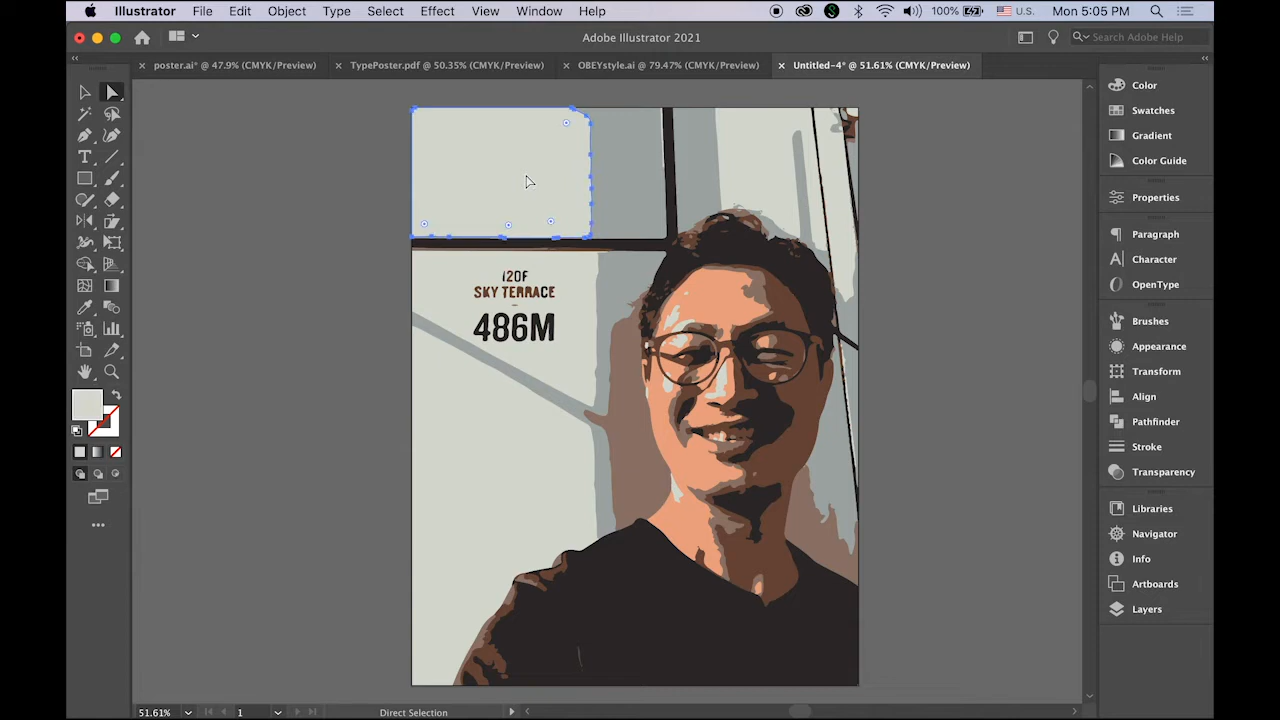 Illustrator File Edit Object Type Select Effect View Window Help 100% U.S. Mon 5:05 PM
Adobe Illustrator 2021
Search Adobe Help
poster.ai* @ 47.9% (CMYK/Preview)
TypePoster.pdf @ 50.35% (CMYK/Preview)
OBEYstyle.ai @ 79.47% (CMYK/Preview)
Untitled-4* @ 51.61% (CMYK/Preview)
Color
Swatches
Gradient
Color Guide
Properties
Paragraph
Character
OpenType
Brushes
Appearance
Transform
Align
Pathfinder
Stroke
Transparency
Libraries
Navigator
Info
Artboards
Layers
120F
SKY TERRACE
486M
51.61% 1 Direct Selection